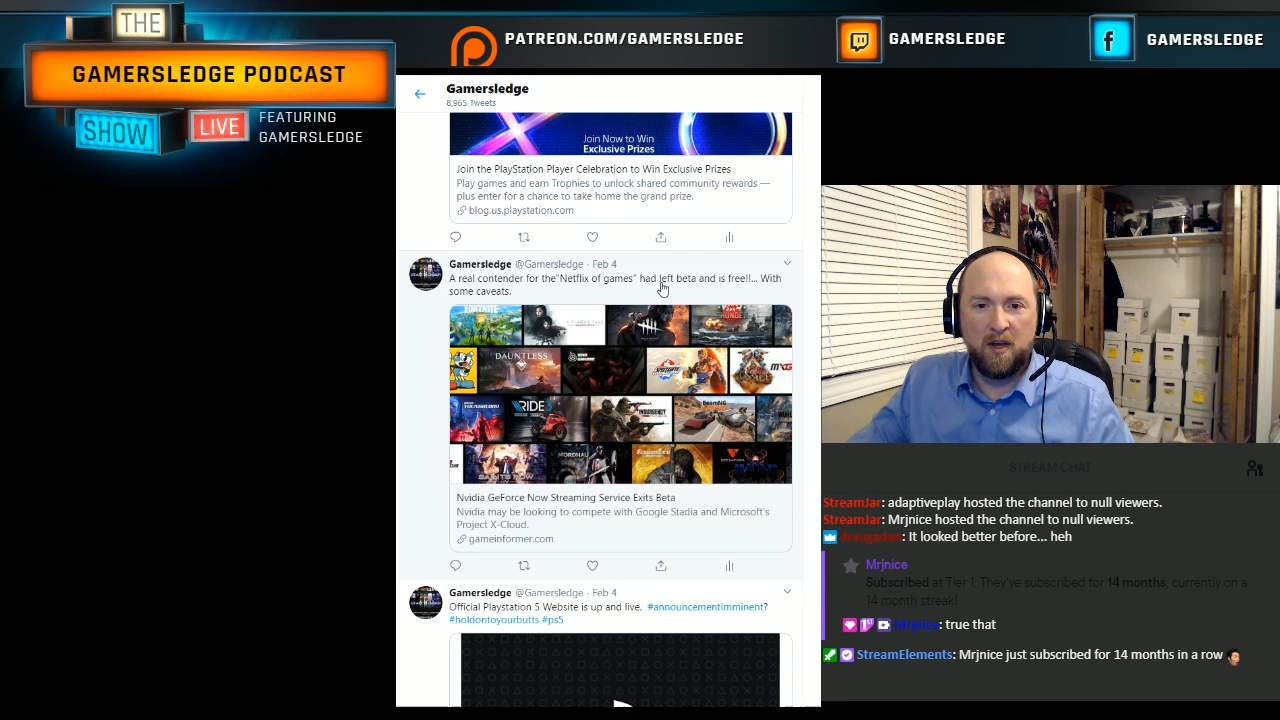 THE
GAMERSLEDGE PODCAST
SHOW
LIVE
FEATURING
GAMERSLEDGE
PATREON.COM/GAMERSLEDGE
GAMERSLEDGE
GAMERSLEDGE
Gamersledge
8,965 Tweets
Join Now to Win
Exclusive Prizes
Join the PlayStation Player Celebration to Win Exclusive Prizes
Play games and earn Trophies to unlock shared community rewards —
plus enter for a chance to take home the grand prize.
blog.us.playstation.com
Gamersledge @Gamersledge · Feb 4
A real contender for the"Netflix of games" had left beta and is free!!... With
some caveats.
FORTNITE
DAUNTLESS
RIDE
INSURGENCY
BeamNG
MORDHAU
Nvidia GeForce Now Streaming Service Exits Beta
Nvidia may be looking to compete with Google Stadia and Microsoft's
Project X-Cloud.
gameinformer.com
Gamersledge @Gamersledge · Feb 4
Official Playstation 5 Website is up and live. #announcementImminent?
#holdontoyourbutts #ps5
STREAM CHAT
StreamJar: adaptiveplay hosted the channel to null viewers.
StreamJar: Mrjnice hosted the channel to null viewers.
draugadan: It looked better before... heh
Mrjnice
Subscribed at Tier 1. They've subscribed for 14 months, currently on a
14 month streak!
Mrjnice: true that
StreamElements: Mrjnice just subscribed for 14 months in a row